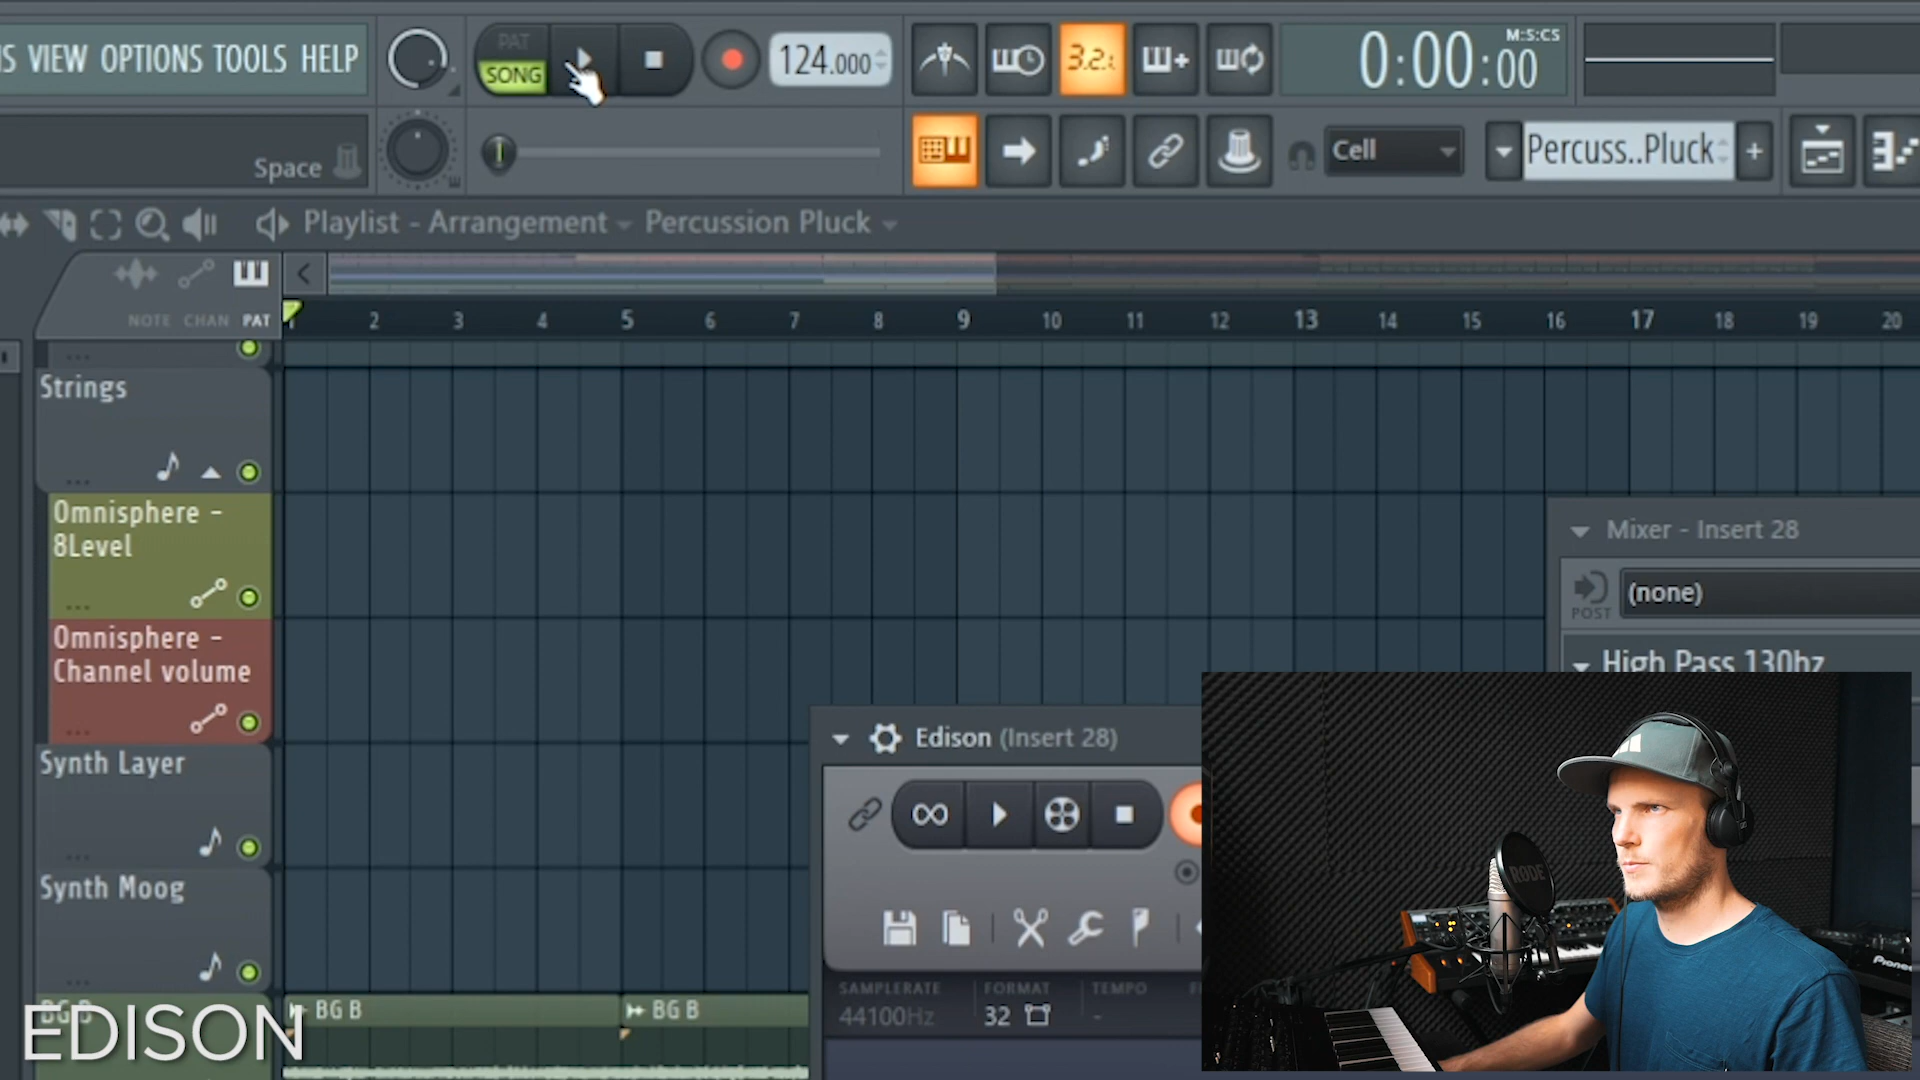 S VIEW OPTIONS TOOLS HELP
PAT
SONG
124.000
3.2
M:S:CS
0:00:00
Space
Cell
Percuss..Pluck
+
Playlist - Arrangement
Percussion Pluck
NOTE CHAN PAT
1 2 3 4 5 6 7 8 9 10 11 12 13 14 15 16 17 18 19 20
Strings
Omnisphere -
8Level
Omnisphere -
Channel volume
Synth Layer
Synth Moog
BG B
BG B
BG B
Mixer - Insert 28
POST
(none)
High Pass 130hz
Edison (Insert 28)
SAMPLERATE
44100Hz
FORMAT
32
TEMPO
-
EDISON
RØDE
Pioneer